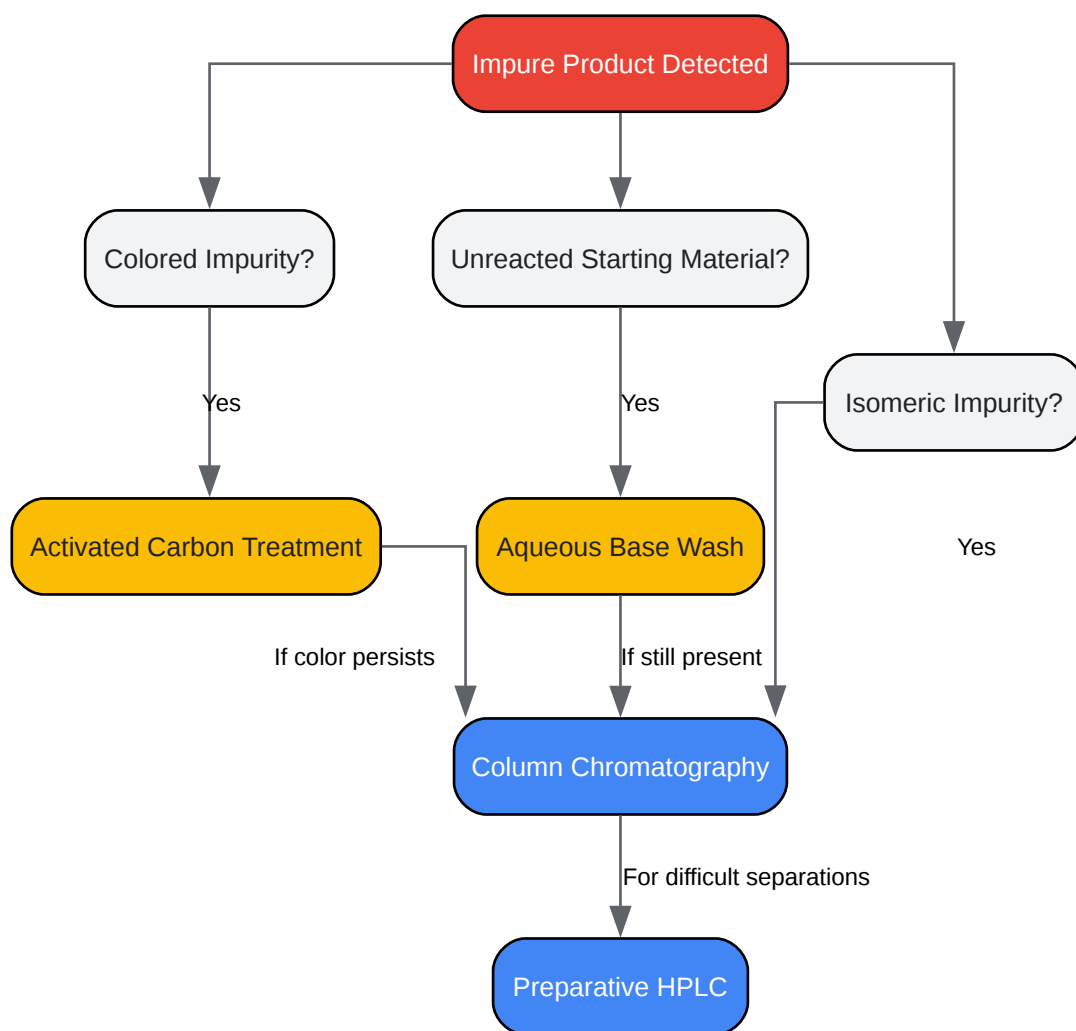 Impure Product Detected
Colored Impurity?
Unreacted Starting Material?
Isomeric Impurity?
Yes
Yes
Activated Carbon Treatment
Aqueous Base Wash
Yes
If color persists
If still present
Column Chromatography
For difficult separations
Preparative HPLC